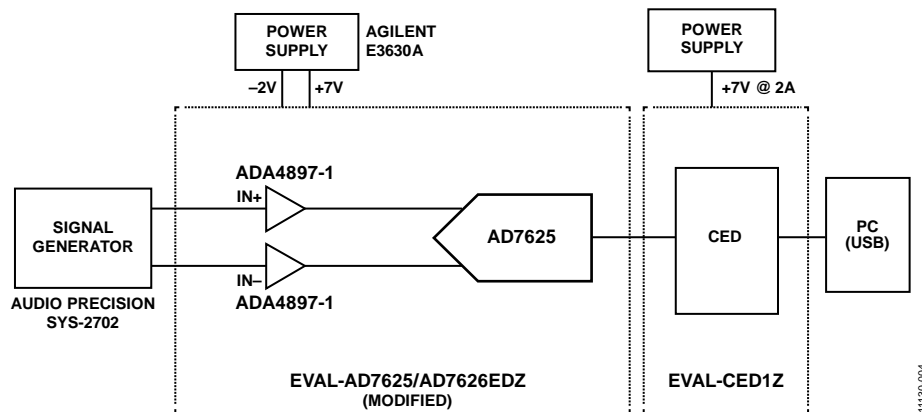 POWER
SUPPLY
AGILENT
E3630A
–2V
+7V
POWER
SUPPLY
+7V @ 2A
ADA4897-1
IN+
SIGNAL
GENERATOR
AD7625
CED
PC
(USB)
IN–
ADA4897-1
AUDIO PRECISION
SYS-2702
EVAL-AD7625/AD7626EDZ
(MODIFIED)
EVAL-CED1Z